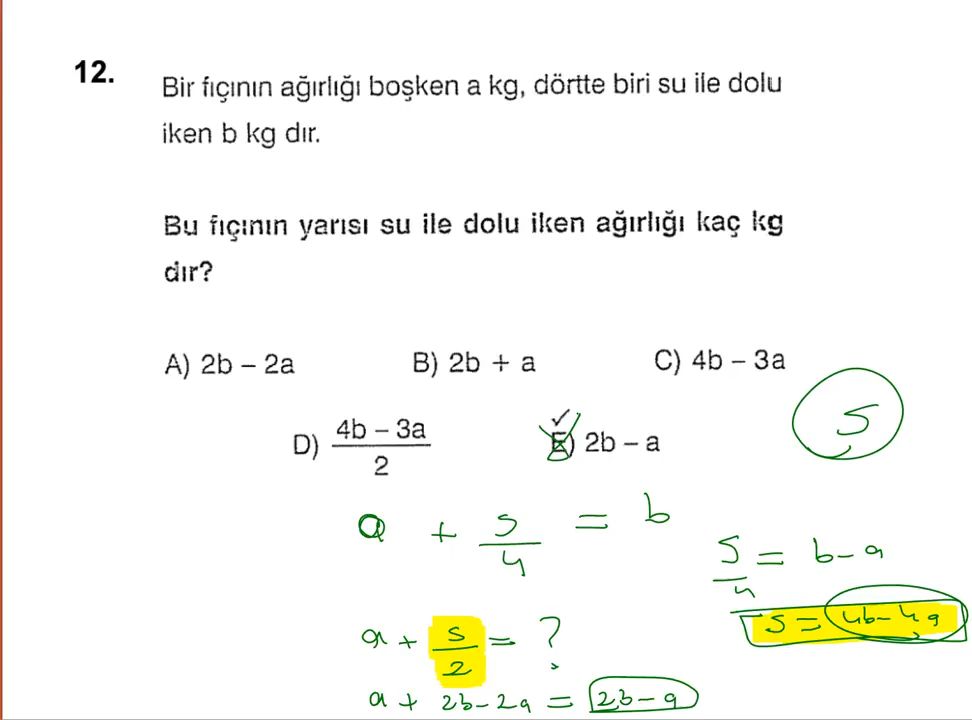 12.
Bir fıçının ağırlığı boşken a kg, dörtte biri su ile dolu
iken b kg dır.
Bu fıçının yarısı su ile dolu iken ağırlığı kaç kg
dır?
A) 2b – 2a B) 2b + a C) 4b – 3a
D) (4b – 3a)/2 E) 2b – a
S
a + S/4 = b
S/4 = b – a
S = 4b – 4a
a + S/2 = ?
a + 2b – 2a = 2b – a